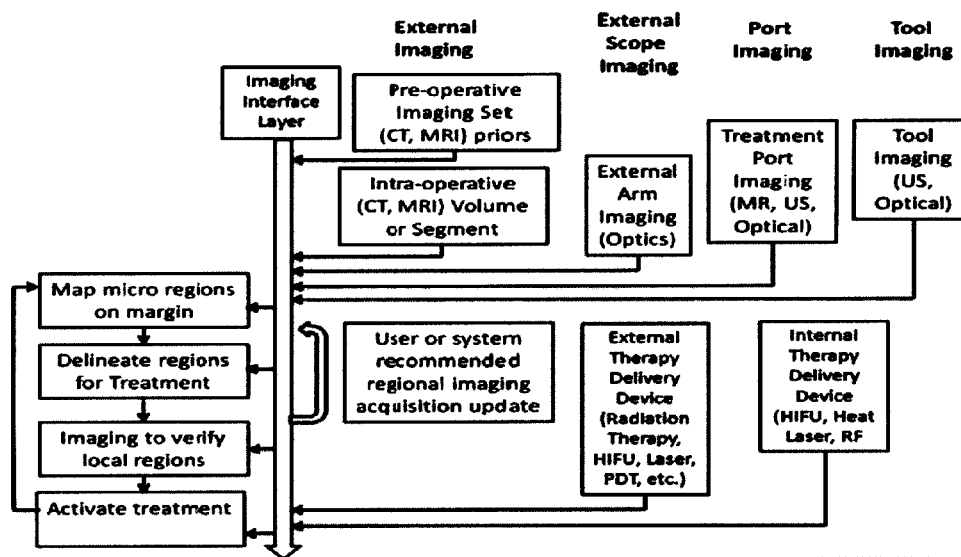 External
Imaging
External
Scope
Imaging
Port
Imaging
Tool
Imaging
Imaging
Interface
Layer
Pre-operative
Imaging Set
(CT, MRI) priors
Intra-operative
(CT, MRI) Volume
or Segment
External
Arm
Imaging
(Optics)
Treatment
Port
Imaging
(MR, US,
Optical)
Tool
Imaging
(US,
Optical)
Map micro regions
on margin
Delineate regions
for Treatment
Imaging to verify
local regions
Activate treatment
User or system
recommended
regional imaging
acquisition update
External
Therapy
Delivery
Device
(Radiation
Therapy,
HIFU, Laser,
PDT, etc.)
Internal
Therapy
Delivery
Device
(HIFU, Heat
Laser, RF